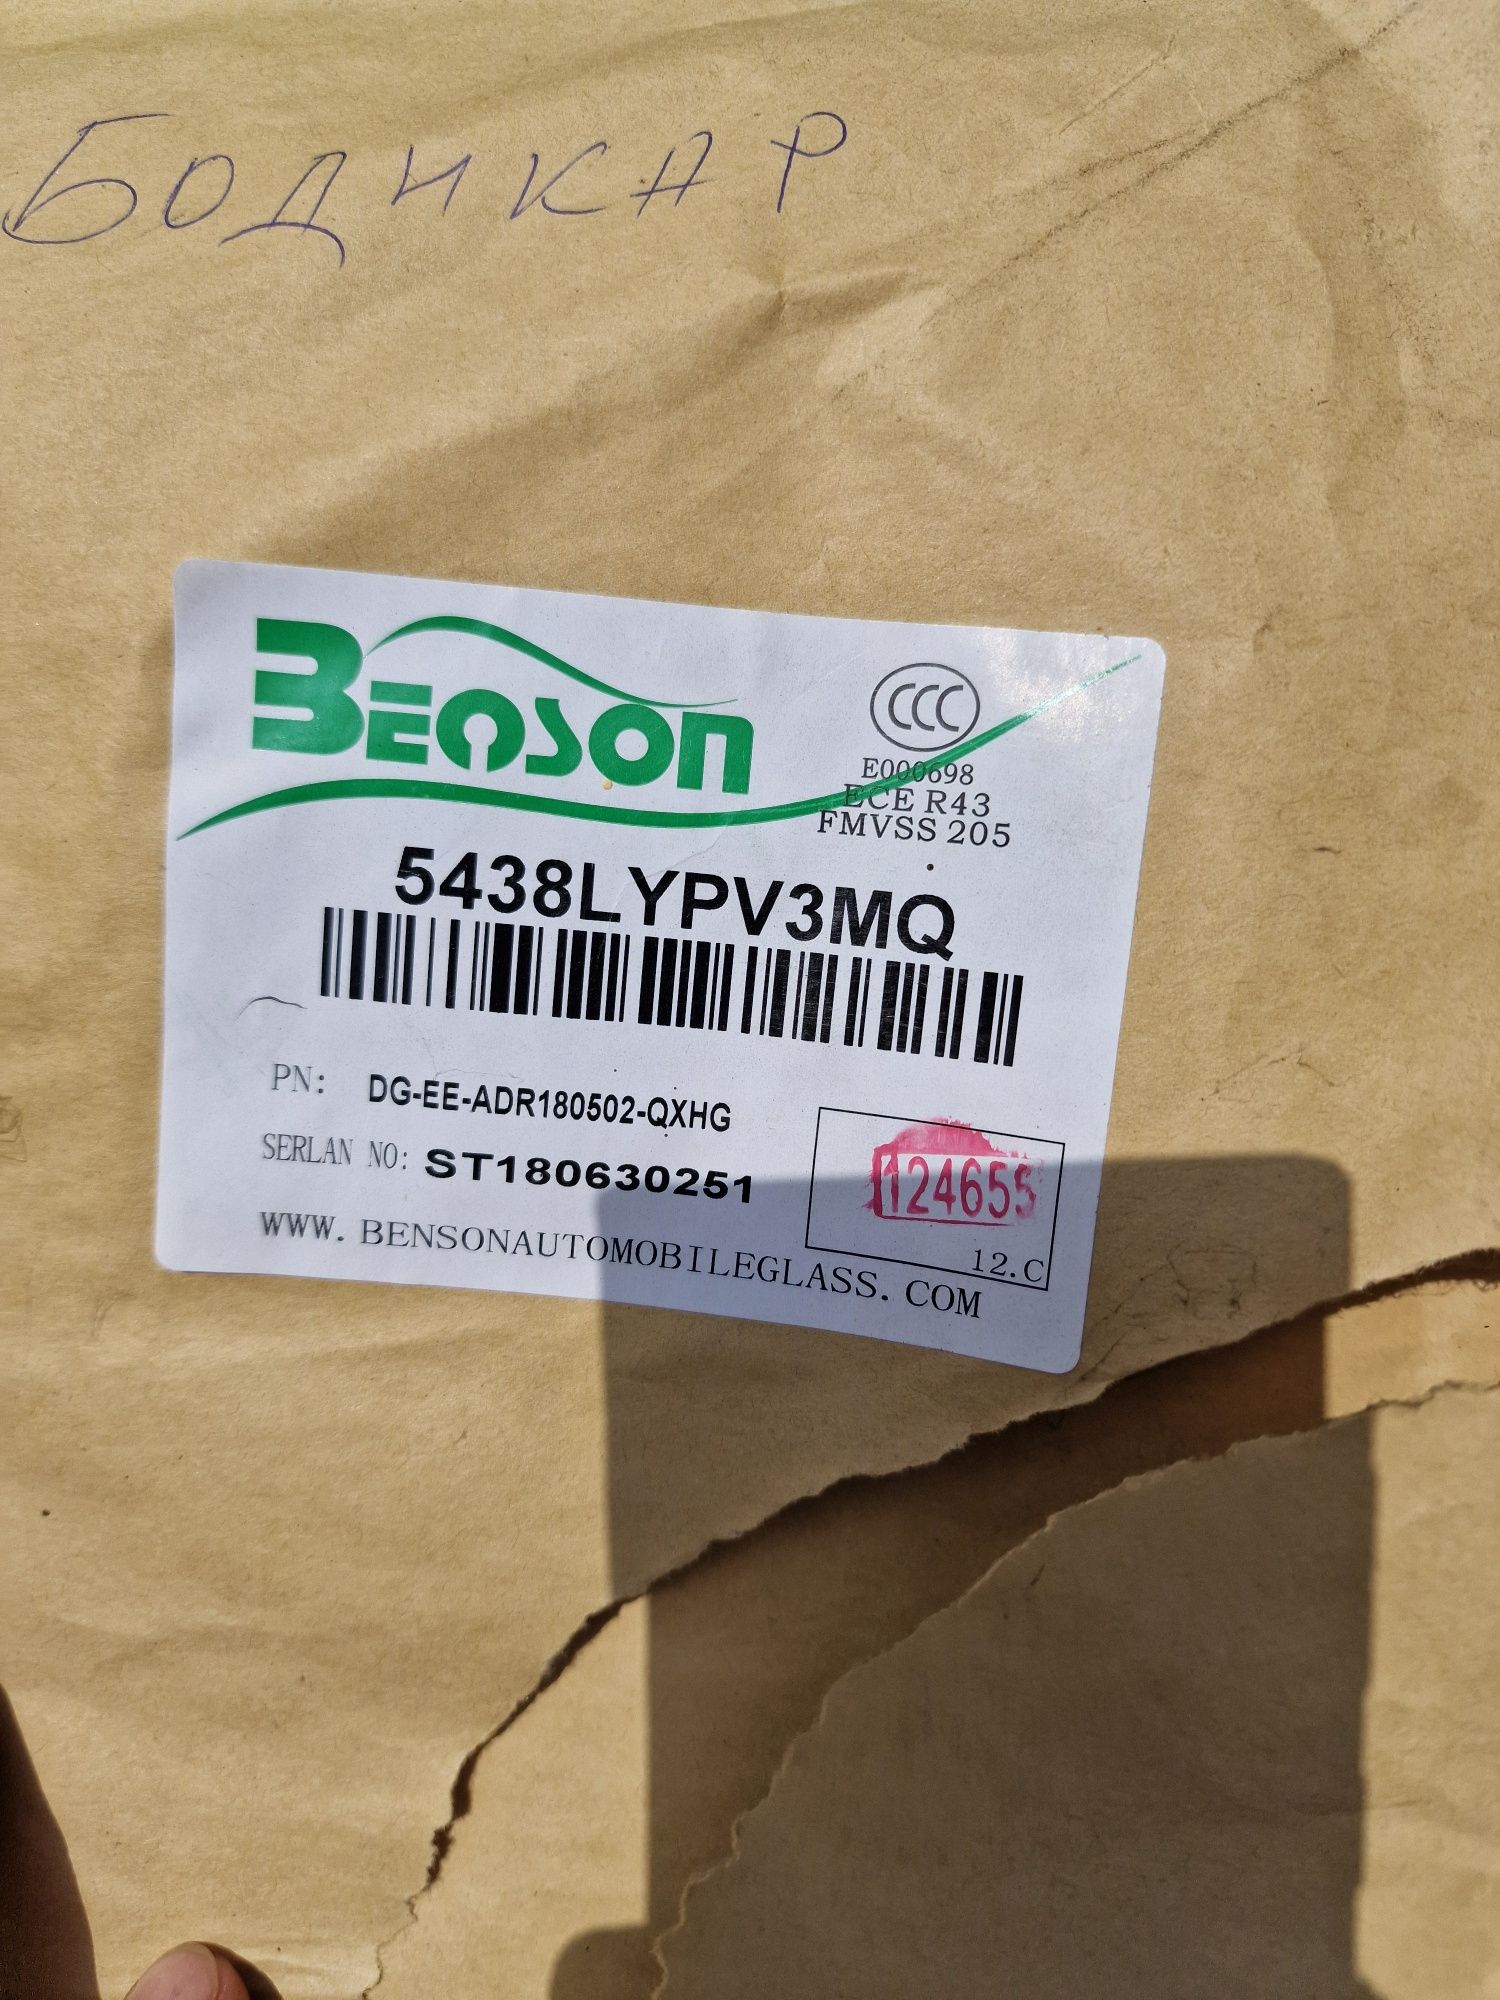 БОДИКАР
BENSON
CCC
E000698
ECE R43
FMVSS 205
5438LYPV3MQ
PN: DG-EE-ADR180502-QXHG
SERLAN NO: ST180630251
124655
12.C
WWW. BENSONAUTOMOBILEGLASS. COM